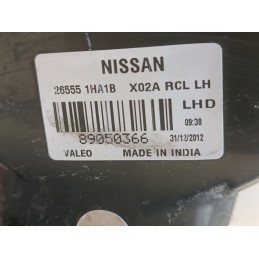 NISSAN
26555 1HA1B X02A RCL LH
LHD
09:38
89050366 31/12/2012
VALEO MADE IN INDIA